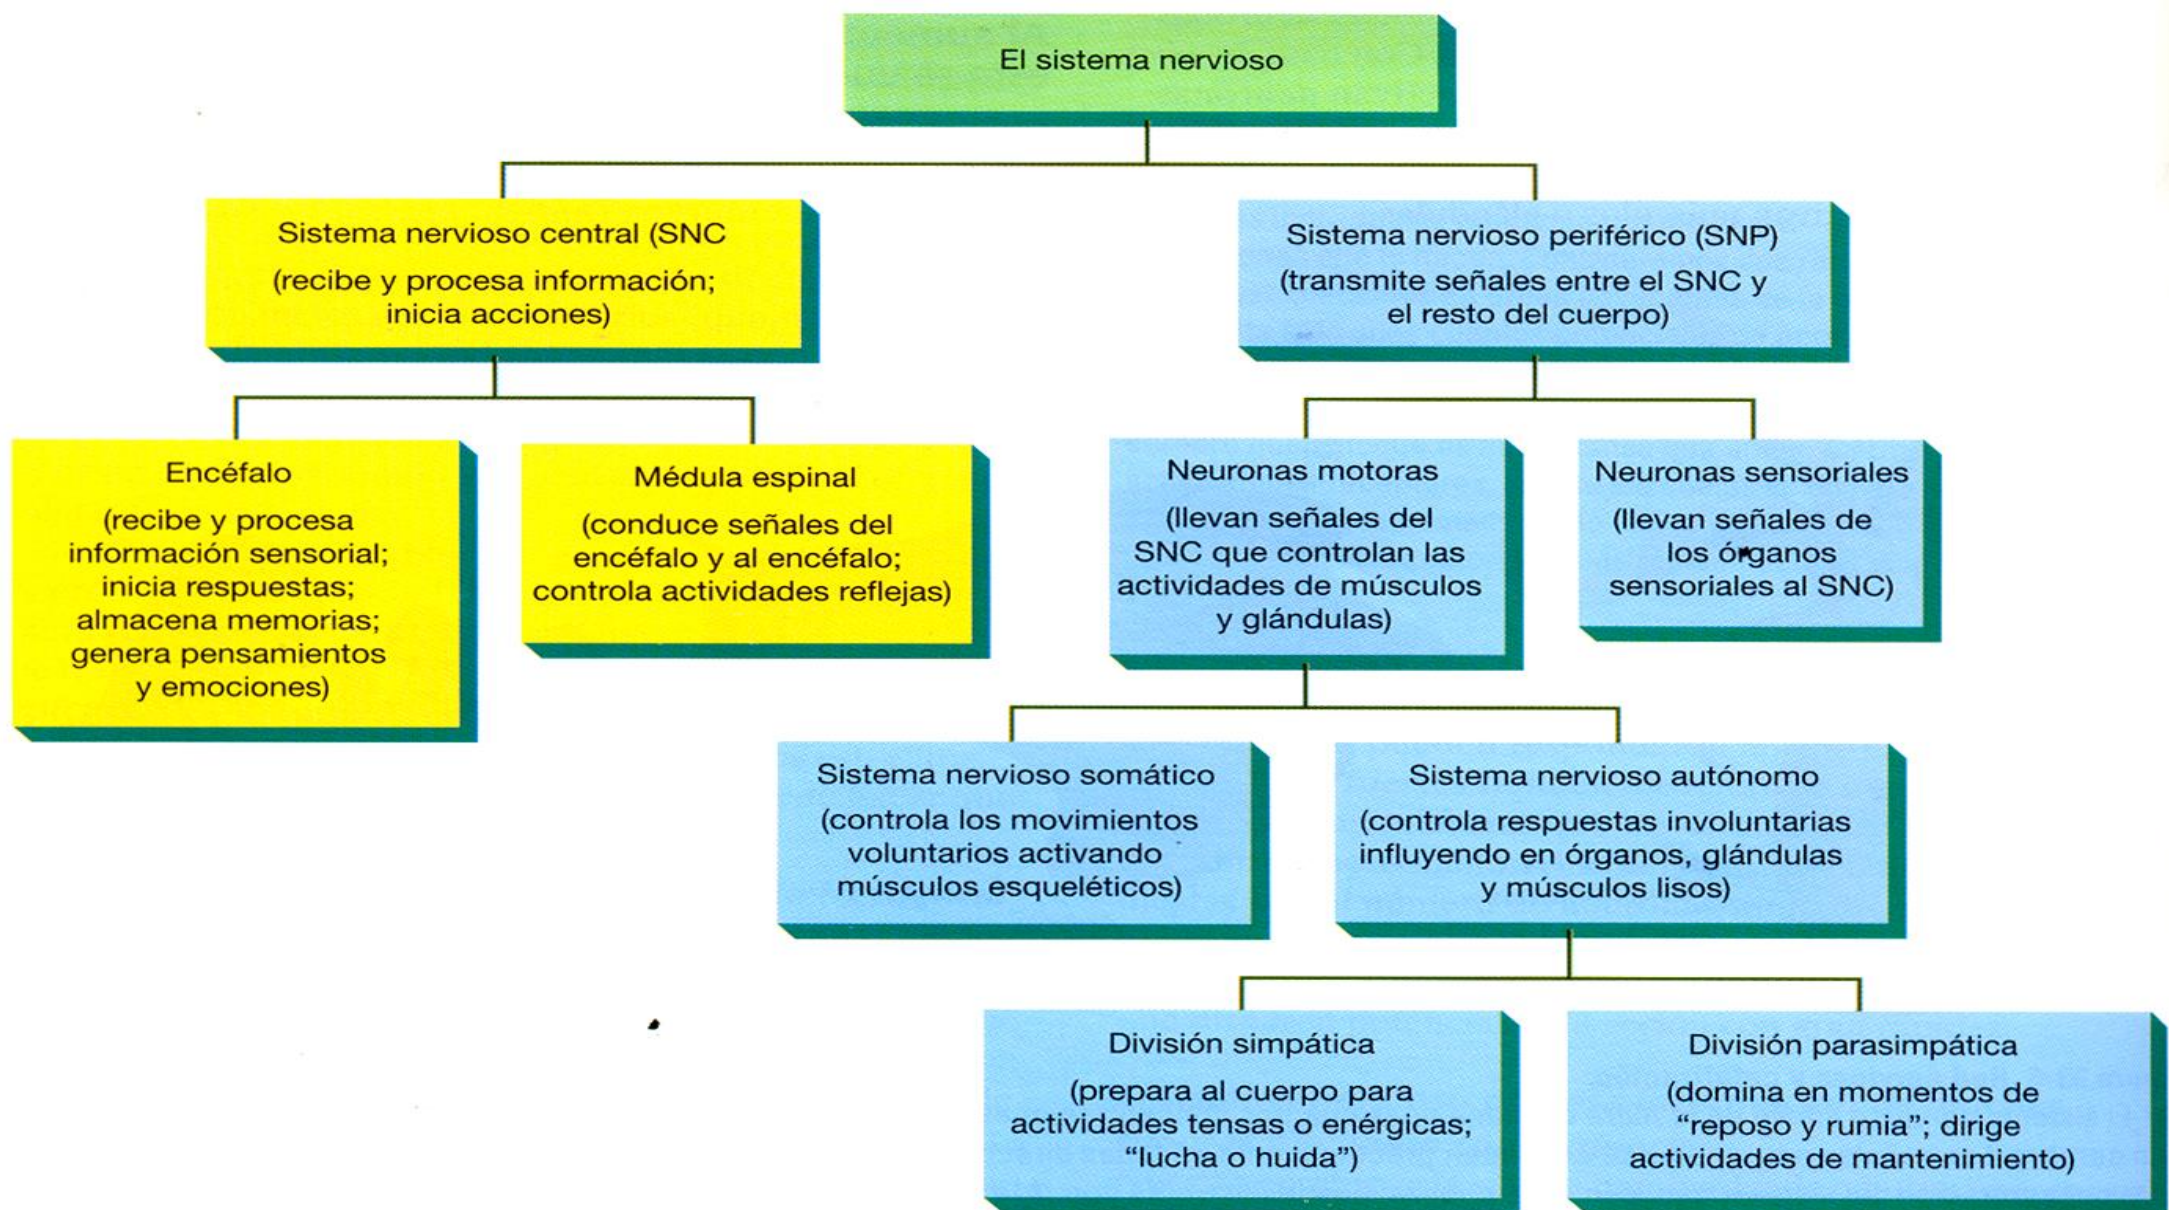 El sistema nervioso
Sistema nervioso central (SNC
(recibe y procesa información;
inicia acciones)
Sistema nervioso periférico (SNP)
(transmite señales entre el SNC y
el resto del cuerpo)
Encéfalo
(recibe y procesa
información sensorial;
inicia respuestas;
almacena memorias;
genera pensamientos
y emociones)
Médula espinal
(conduce señales del
encéfalo y al encéfalo;
controla actividades reflejas)
Neuronas motoras
(llevan señales del
SNC que controlan las
actividades de músculos
y glándulas)
Neuronas sensoriales
(llevan señales de
los órganos
sensoriales al SNC)
Sistema nervioso somático
(controla los movimientos
voluntarios activando
músculos esqueléticos)
Sistema nervioso autónomo
(controla respuestas involuntarias
influyendo en órganos, glándulas
y músculos lisos)
División simpática
(prepara al cuerpo para
actividades tensas o enérgicas;
“lucha o huida”)
División parasimpática
(domina en momentos de
“reposo y rumia”; dirige
actividades de mantenimiento)